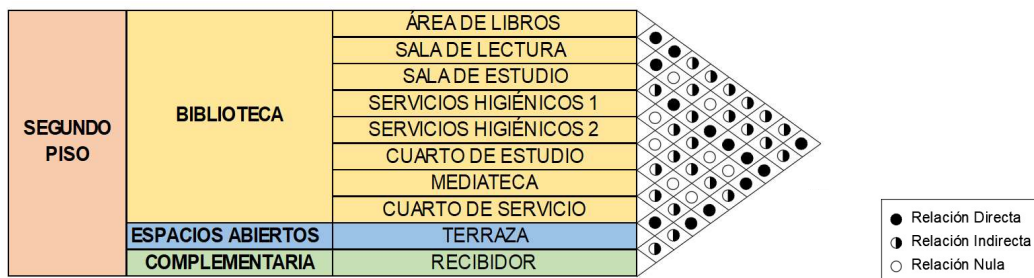 SEGUNDO
PISO
BIBLIOTECA
ÁREA DE LIBROS
SALA DE LECTURA
SALA DE ESTUDIO
SERVICIOS HIGIÉNICOS 1
SERVICIOS HIGIÉNICOS 2
CUARTO DE ESTUDIO
MEDIATECA
CUARTO DE SERVICIO
ESPACIOS ABIERTOS
TERRAZA
COMPLEMENTARIA
RECIBIDOR
Relación Directa
Relación Indirecta
Relación Nula